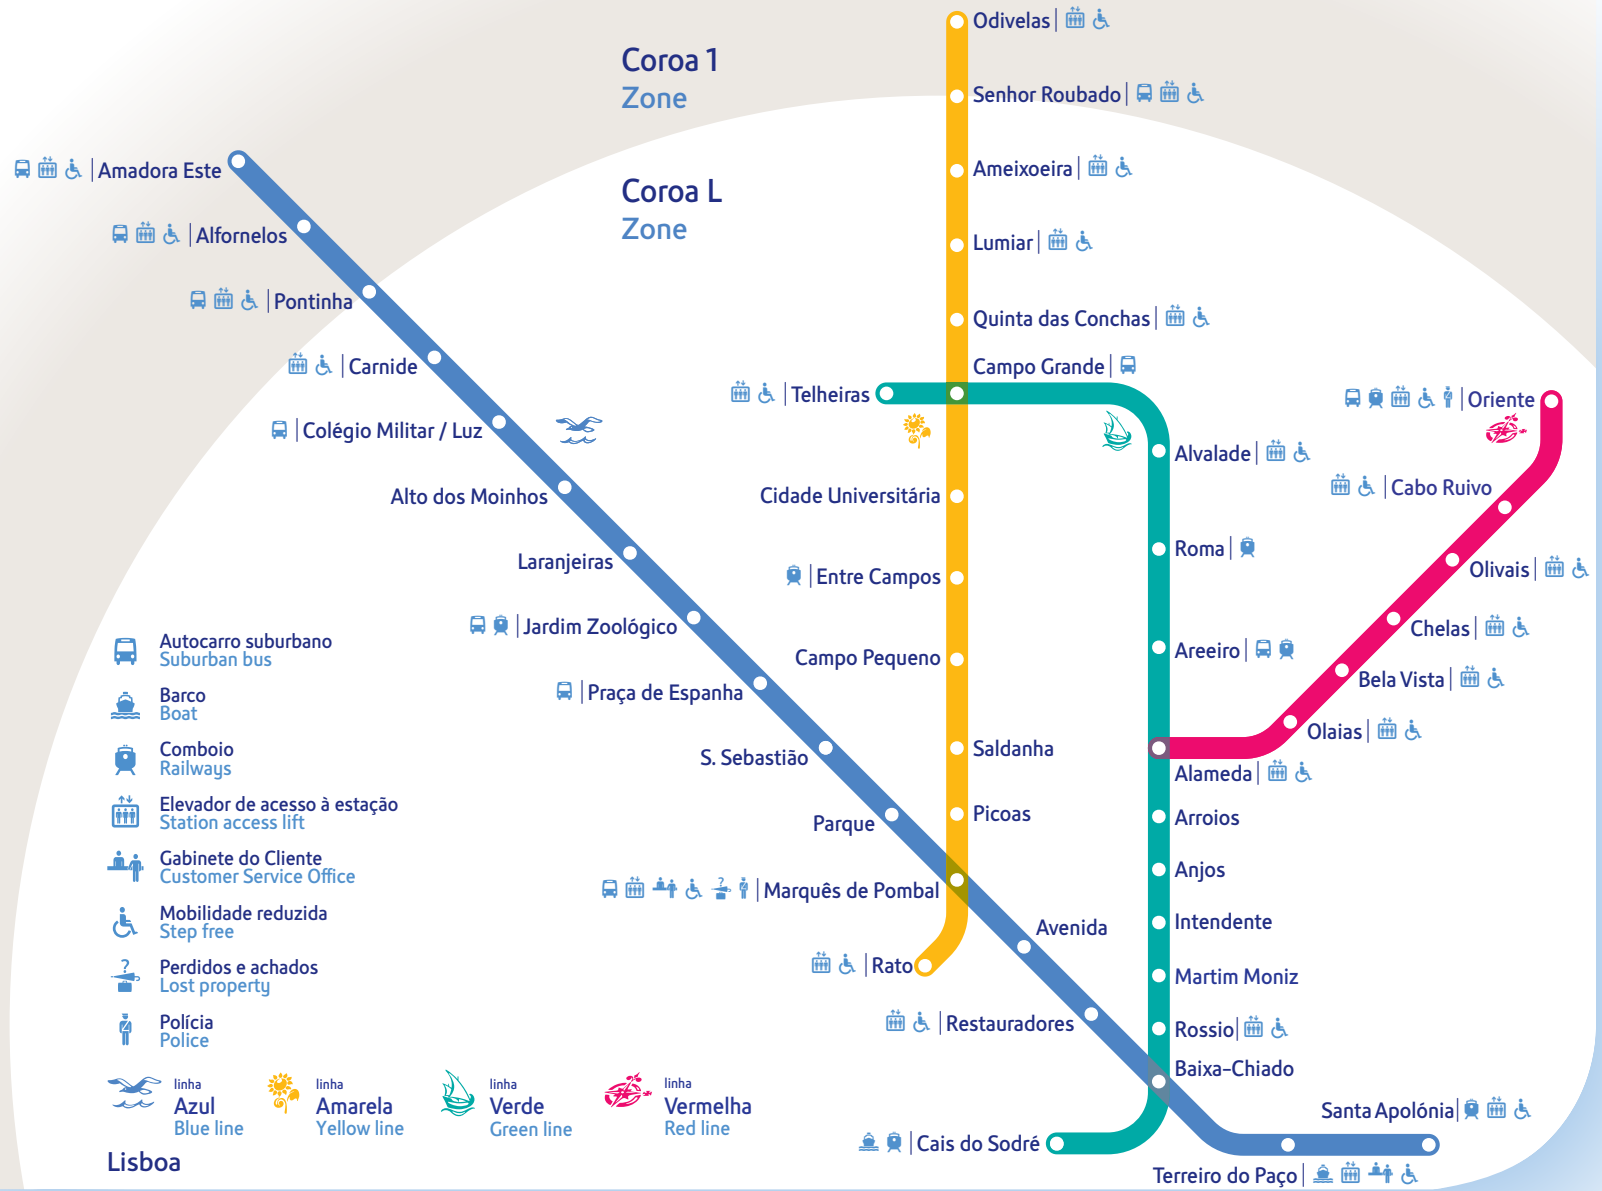 Odivelas
Coroa 1
Zone
Senhor Roubado
Amadora Este
Ameixoeira
Coroa L
Zone
Alfornelos
Lumiar
Pontinha
Quinta das Conchas
Carnide
Campo Grande
Telheiras
Oriente
Colégio Militar / Luz
Alvalade
Cabo Ruivo
Alto dos Moinhos
Cidade Universitária
Roma
Laranjeiras
Entre Campos
Olivais
Jardim Zoológico
Chelas
Campo Pequeno
Areeiro
Praça de Espanha
Bela Vista
S. Sebastião
Saldanha
Olaias
Alameda
Parque
Picoas
Arroios
Marquês de Pombal
Anjos
Avenida
Intendente
Rato
Martim Moniz
Restauradores
Rossio
Baixa-Chiado
Santa Apolónia
Cais do Sodré
Terreiro do Paço
Autocarro suburbano
Suburban bus
Barco
Boat
Comboio
Railways
Elevador de acesso à estação
Station access lift
Gabinete do Cliente
Customer Service Office
Mobilidade reduzida
Step free
?
Perdidos e achados
Lost property
Polícia
Police
linha
Azul
Blue line
linha
Amarela
Yellow line
linha
Verde
Green line
linha
Vermelha
Red line
Lisboa